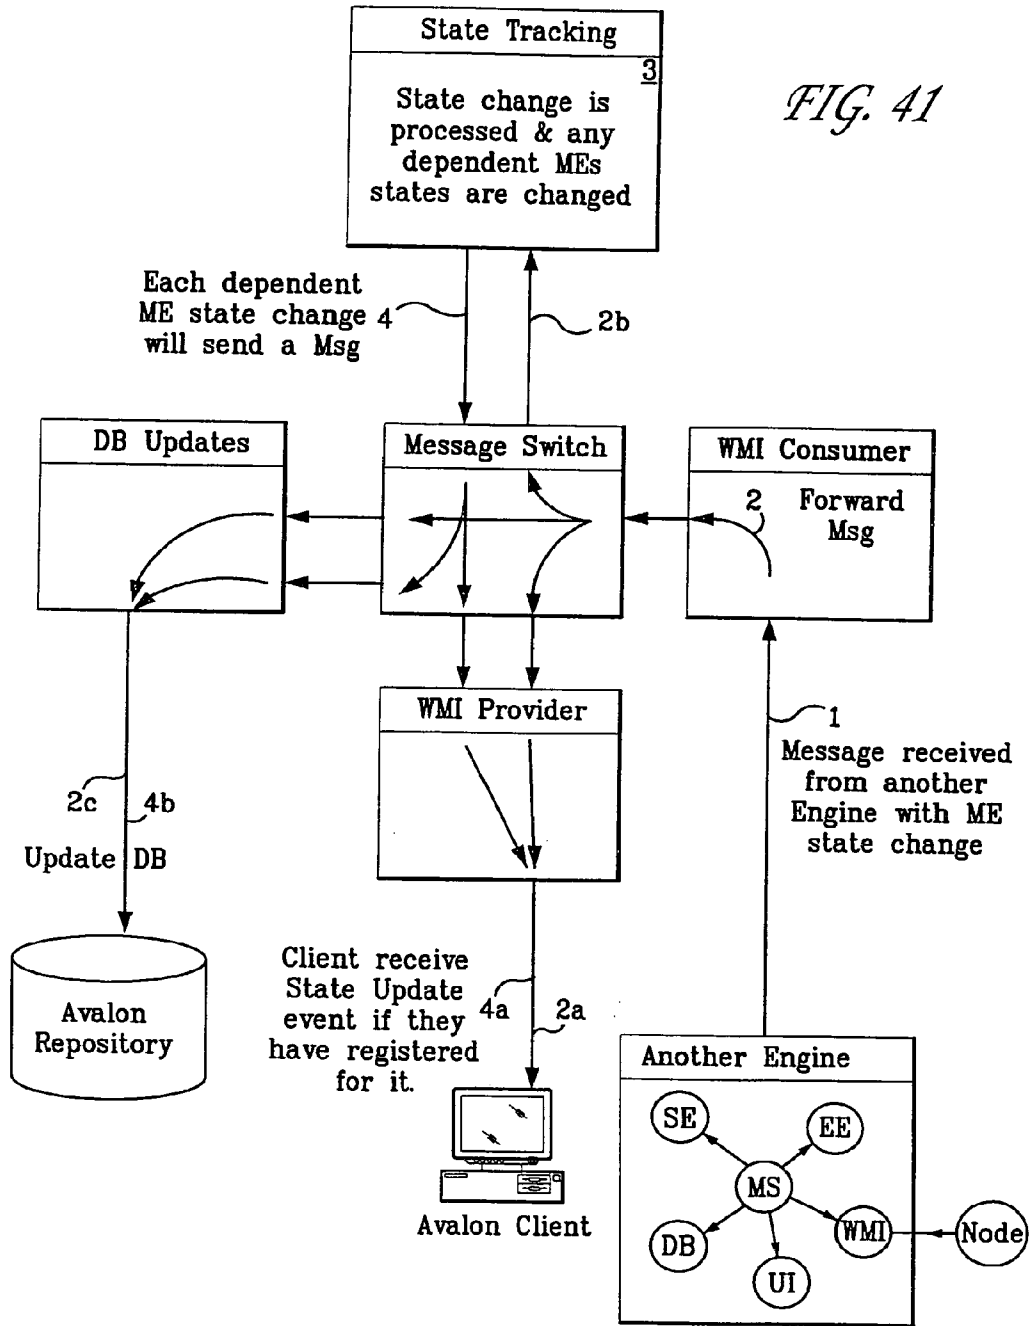 State Tracking
3
State change is
processed & any
dependent MEs
states are changed
FIG. 41
Each dependent
ME state change
will send a Msg
4
2b
DB Updates
Message Switch
WMI Consumer
2
Forward
Msg
WMI Provider
1
Message received
from another
Engine with ME
state change
2c
4b
Update DB
Avalon
Repository
Client receive
State Update
event if they
have registered
for it.
4a
2a
Avalon Client
Another Engine
SE
EE
MS
DB
WMI
Node
UI